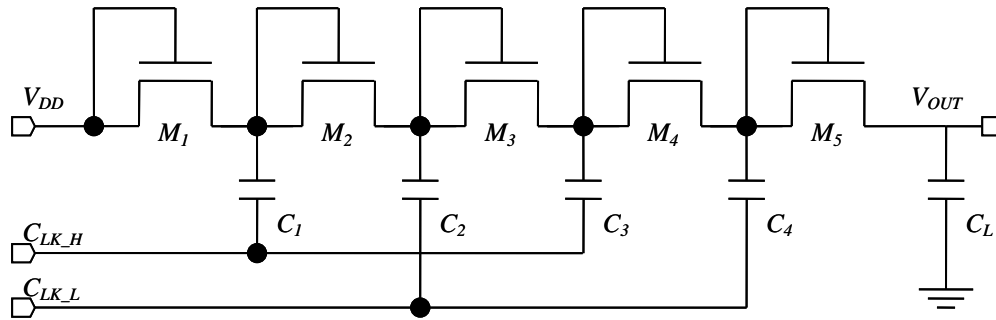 V_DD
V_OUT
M_1 M_2 M_3 M_4 M_5
C_1 C_2 C_3 C_4 C_L
C_LK_H
C_LK_L